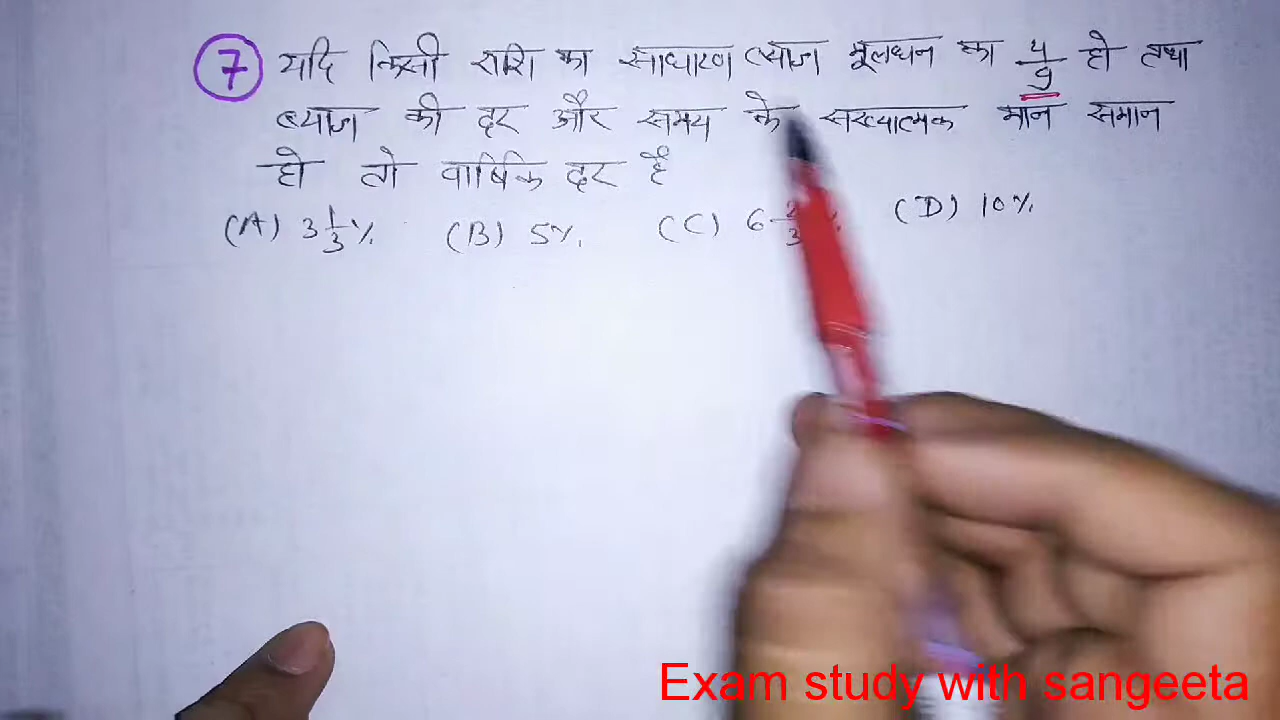 7 यदि किसी राशि का साधारण ब्याज मूलधन का 4/9 हो तथा
ब्याज की दर और समय के संख्यात्मक मान समान
हो तो वार्षिक दर है
(A) 3 1/3 % (B) 5% (C) 6 (D) 10%
Exam study with sangeeta